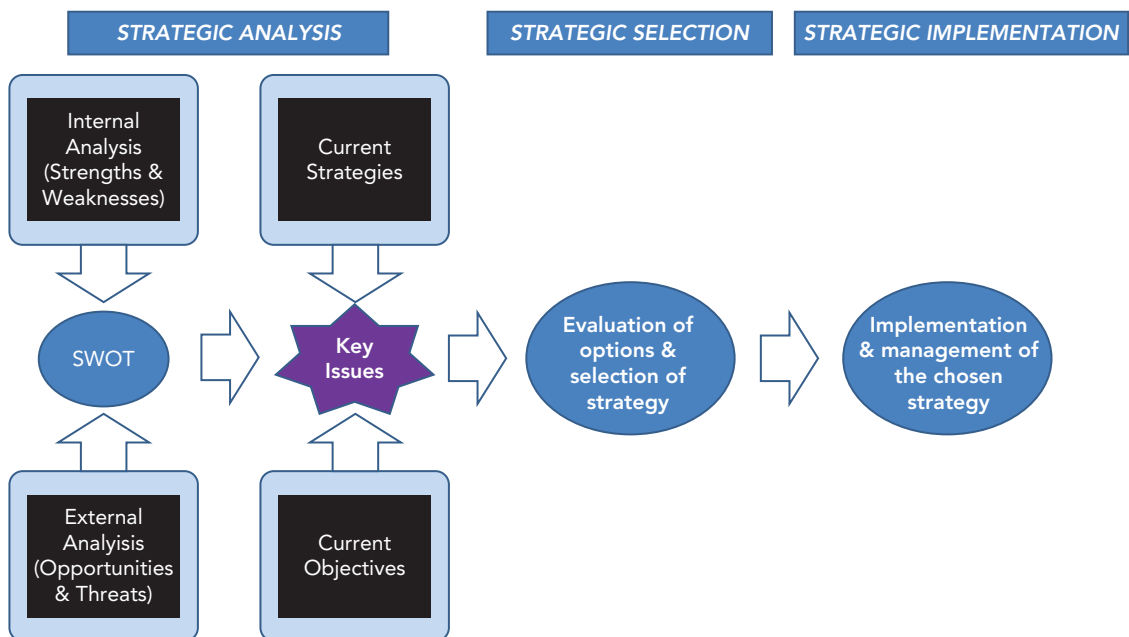 STRATEGIC ANALYSIS
STRATEGIC SELECTION
STRATEGIC IMPLEMENTATION
Internal
Analysis
(Strengths &
Weaknesses)
Current
Strategies
SWOT
Key
Issues
Evaluation of
options &
selection of
strategy
Implementation
& management of
the chosen
strategy
External
Analyisis
(Opportunities
& Threats)
Current
Objectives